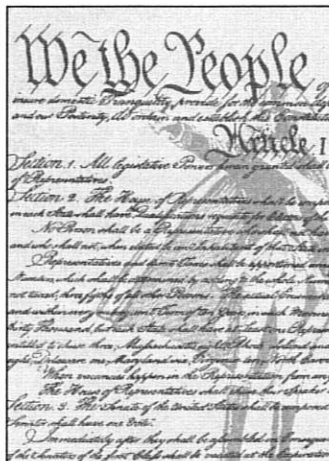 We the People of
insure domestic Tranquility, provide for the common
and our Posterity, do ordain and establish this Constitution
Article I
Section. 1. All legislative Powers herein granted shall
of Representatives.
Section. 2. The House of Representatives shall be
in each State shall have Qualifications requisite for Electors of the
No Person shall be a Representative who shall not have
and who shall not, when elected, be an Inhabitant of that State in
Representatives and direct Taxes shall be apportioned among
Numbers, which shall be determined by adding to the whole Number
not taxed, three fifths of all other Persons. The actual
and within every subsequent Term of ten Years, in such Manner
thirty Thousand, but each State shall have at Least one
entitled to chuse three, Massachusetts eight, Rhode Island and
eight, Delaware one, Maryland six, Virginia ten, North
When vacancies happen in the Representation from any
The House of Representatives shall chuse their Speaker
Section. 3. The Senate of the United States shall be composed
Senator shall have one Vote.
Immediately after they shall be assembled in
of the Senators of the first Class shall be vacated at the Expiration